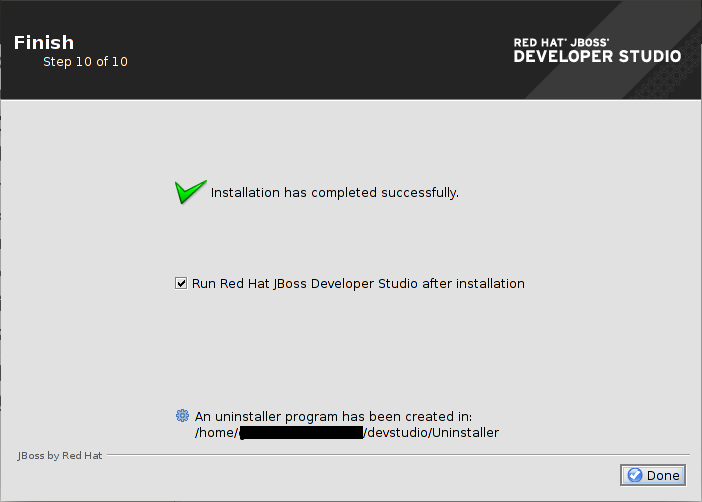 Finish
Step 10 of 10
RED HAT® JBOSS®
DEVELOPER STUDIO
Installation has completed successfully.
Run Red Hat JBoss Developer Studio after installation
An uninstaller program has been created in:
/home/ /devstudio/Uninstaller
JBoss by Red Hat
Done